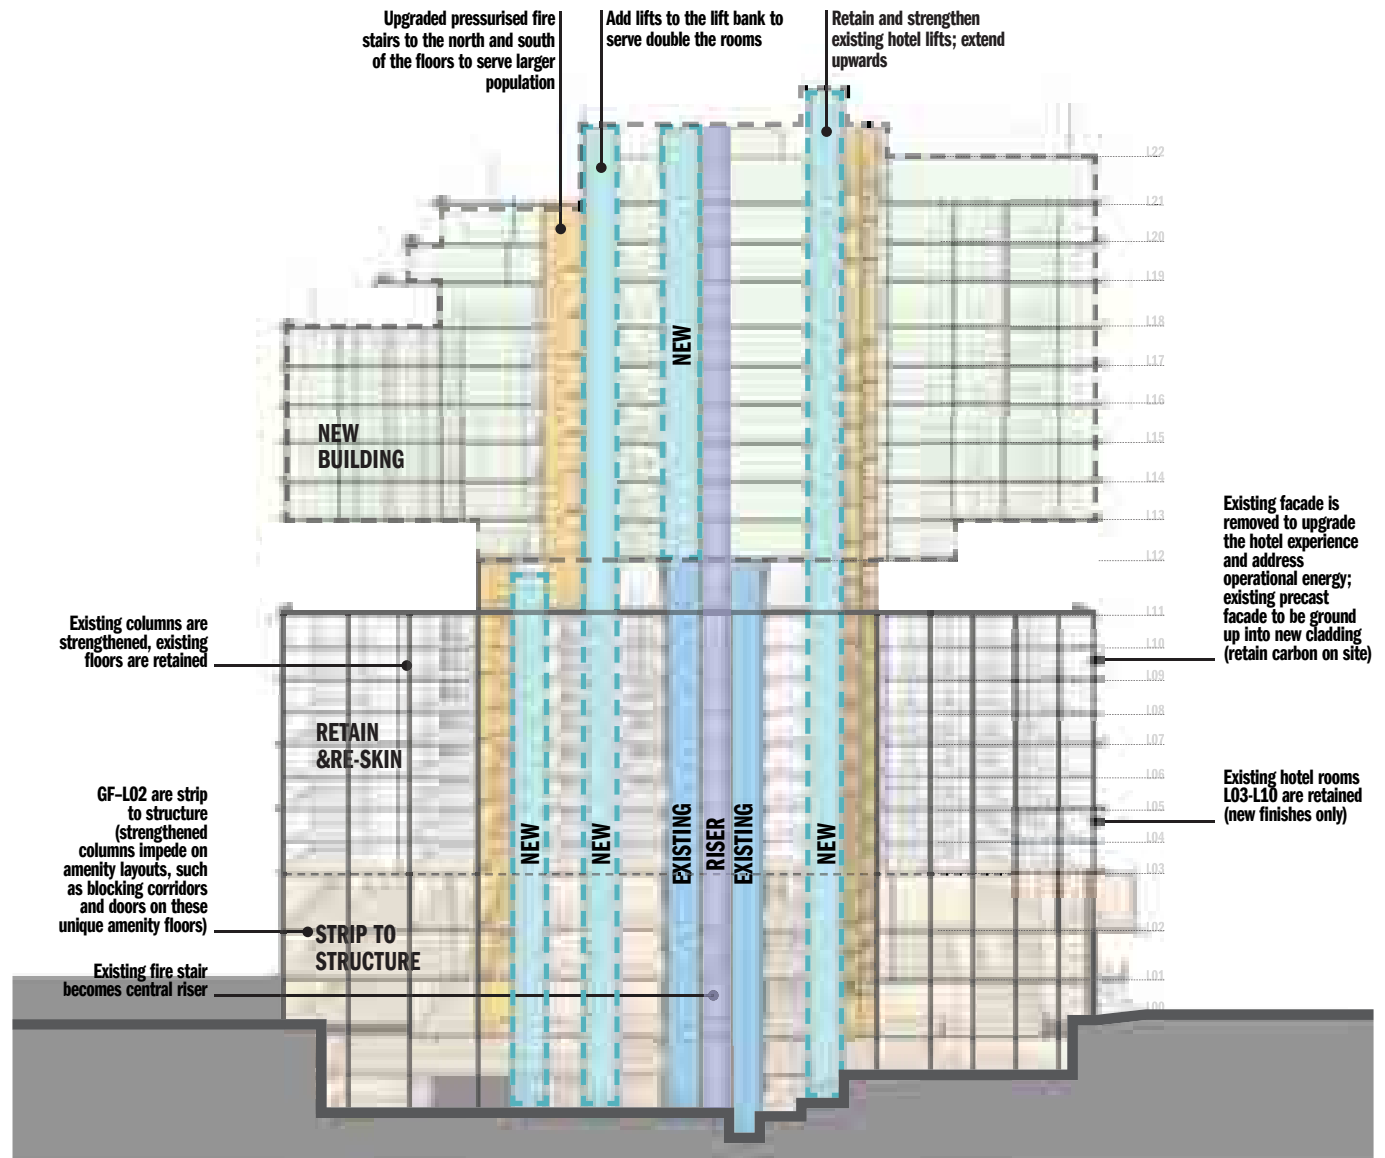 Upgraded pressurised fire
stairs to the north and south
of the floors to serve larger
population
Add lifts to the lift bank to
serve double the rooms
Retain and strengthen
existing hotel lifts; extend
upwards
L22
L21
L20
L19
L18
L17
L16
L15
L14
L13
L12
L11
L10
L09
L08
L07
L06
L05
L04
L03
L02
L01
L00
NEW
NEW
BUILDING
Existing facade is
removed to upgrade
the hotel experience
and address
operational energy;
existing precast
facade to be ground
up into new cladding
(retain carbon on site)
Existing columns are
strengthened, existing
floors are retained
RETAIN
&RE-SKIN
Existing hotel rooms
L03-L10 are retained
(new finishes only)
GF–L02 are strip
to structure
(strengthened
columns impede on
amenity layouts, such
as blocking corridors
and doors on these
unique amenity floors)
NEW
NEW
EXISTING
RISER
EXISTING
NEW
STRIP TO
STRUCTURE
Existing fire stair
becomes central riser